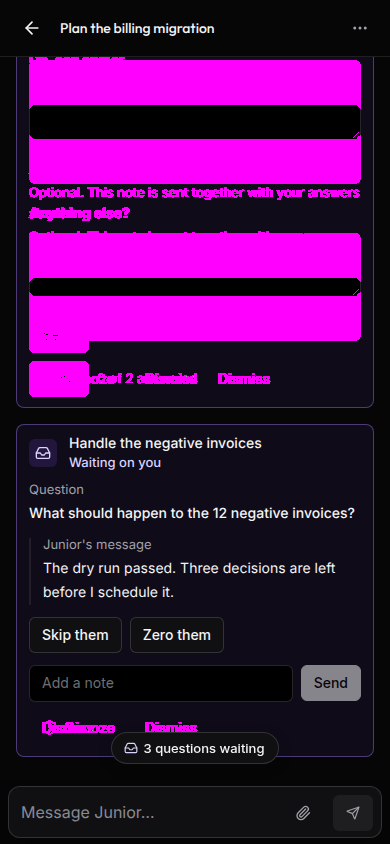 Plan the billing migration
Optional. This note is sent together with your answers
Anything else?
of 2 Dismiss
Handle the negative invoices
Waiting on you
Question
What should happen to the 12 negative invoices?
Junior's message
The dry run passed. Three decisions are left
before I schedule it.
Skip them
Zero them
Add a note
Send
Dismiss
3 questions waiting
Message Junior...